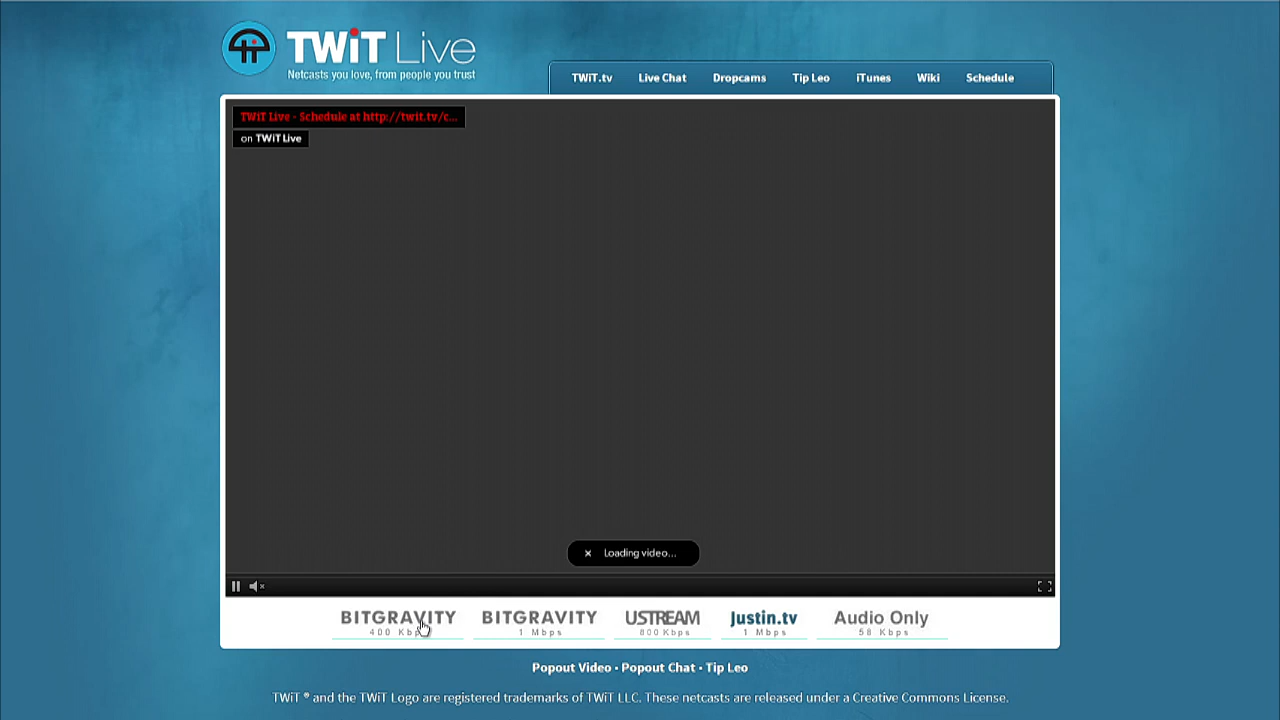 TWiT Live
Netcasts you love, from people you trust
TWiT.tv Live Chat Dropcams Tip Leo iTunes Wiki Schedule
TWiT Live - Schedule at http://twit.tv/c...
on TWiT Live
× Loading video...
BITGRAVITY BITGRAVITY USTREAM Justin.tv Audio Only
400 Kbps 1 Mbps 800 Kbps 1 Mbps 58 Kbps
Popout Video • Popout Chat • Tip Leo
TWiT ® and the TWiT Logo are registered trademarks of TWiT LLC. These netcasts are released under a Creative Commons License.